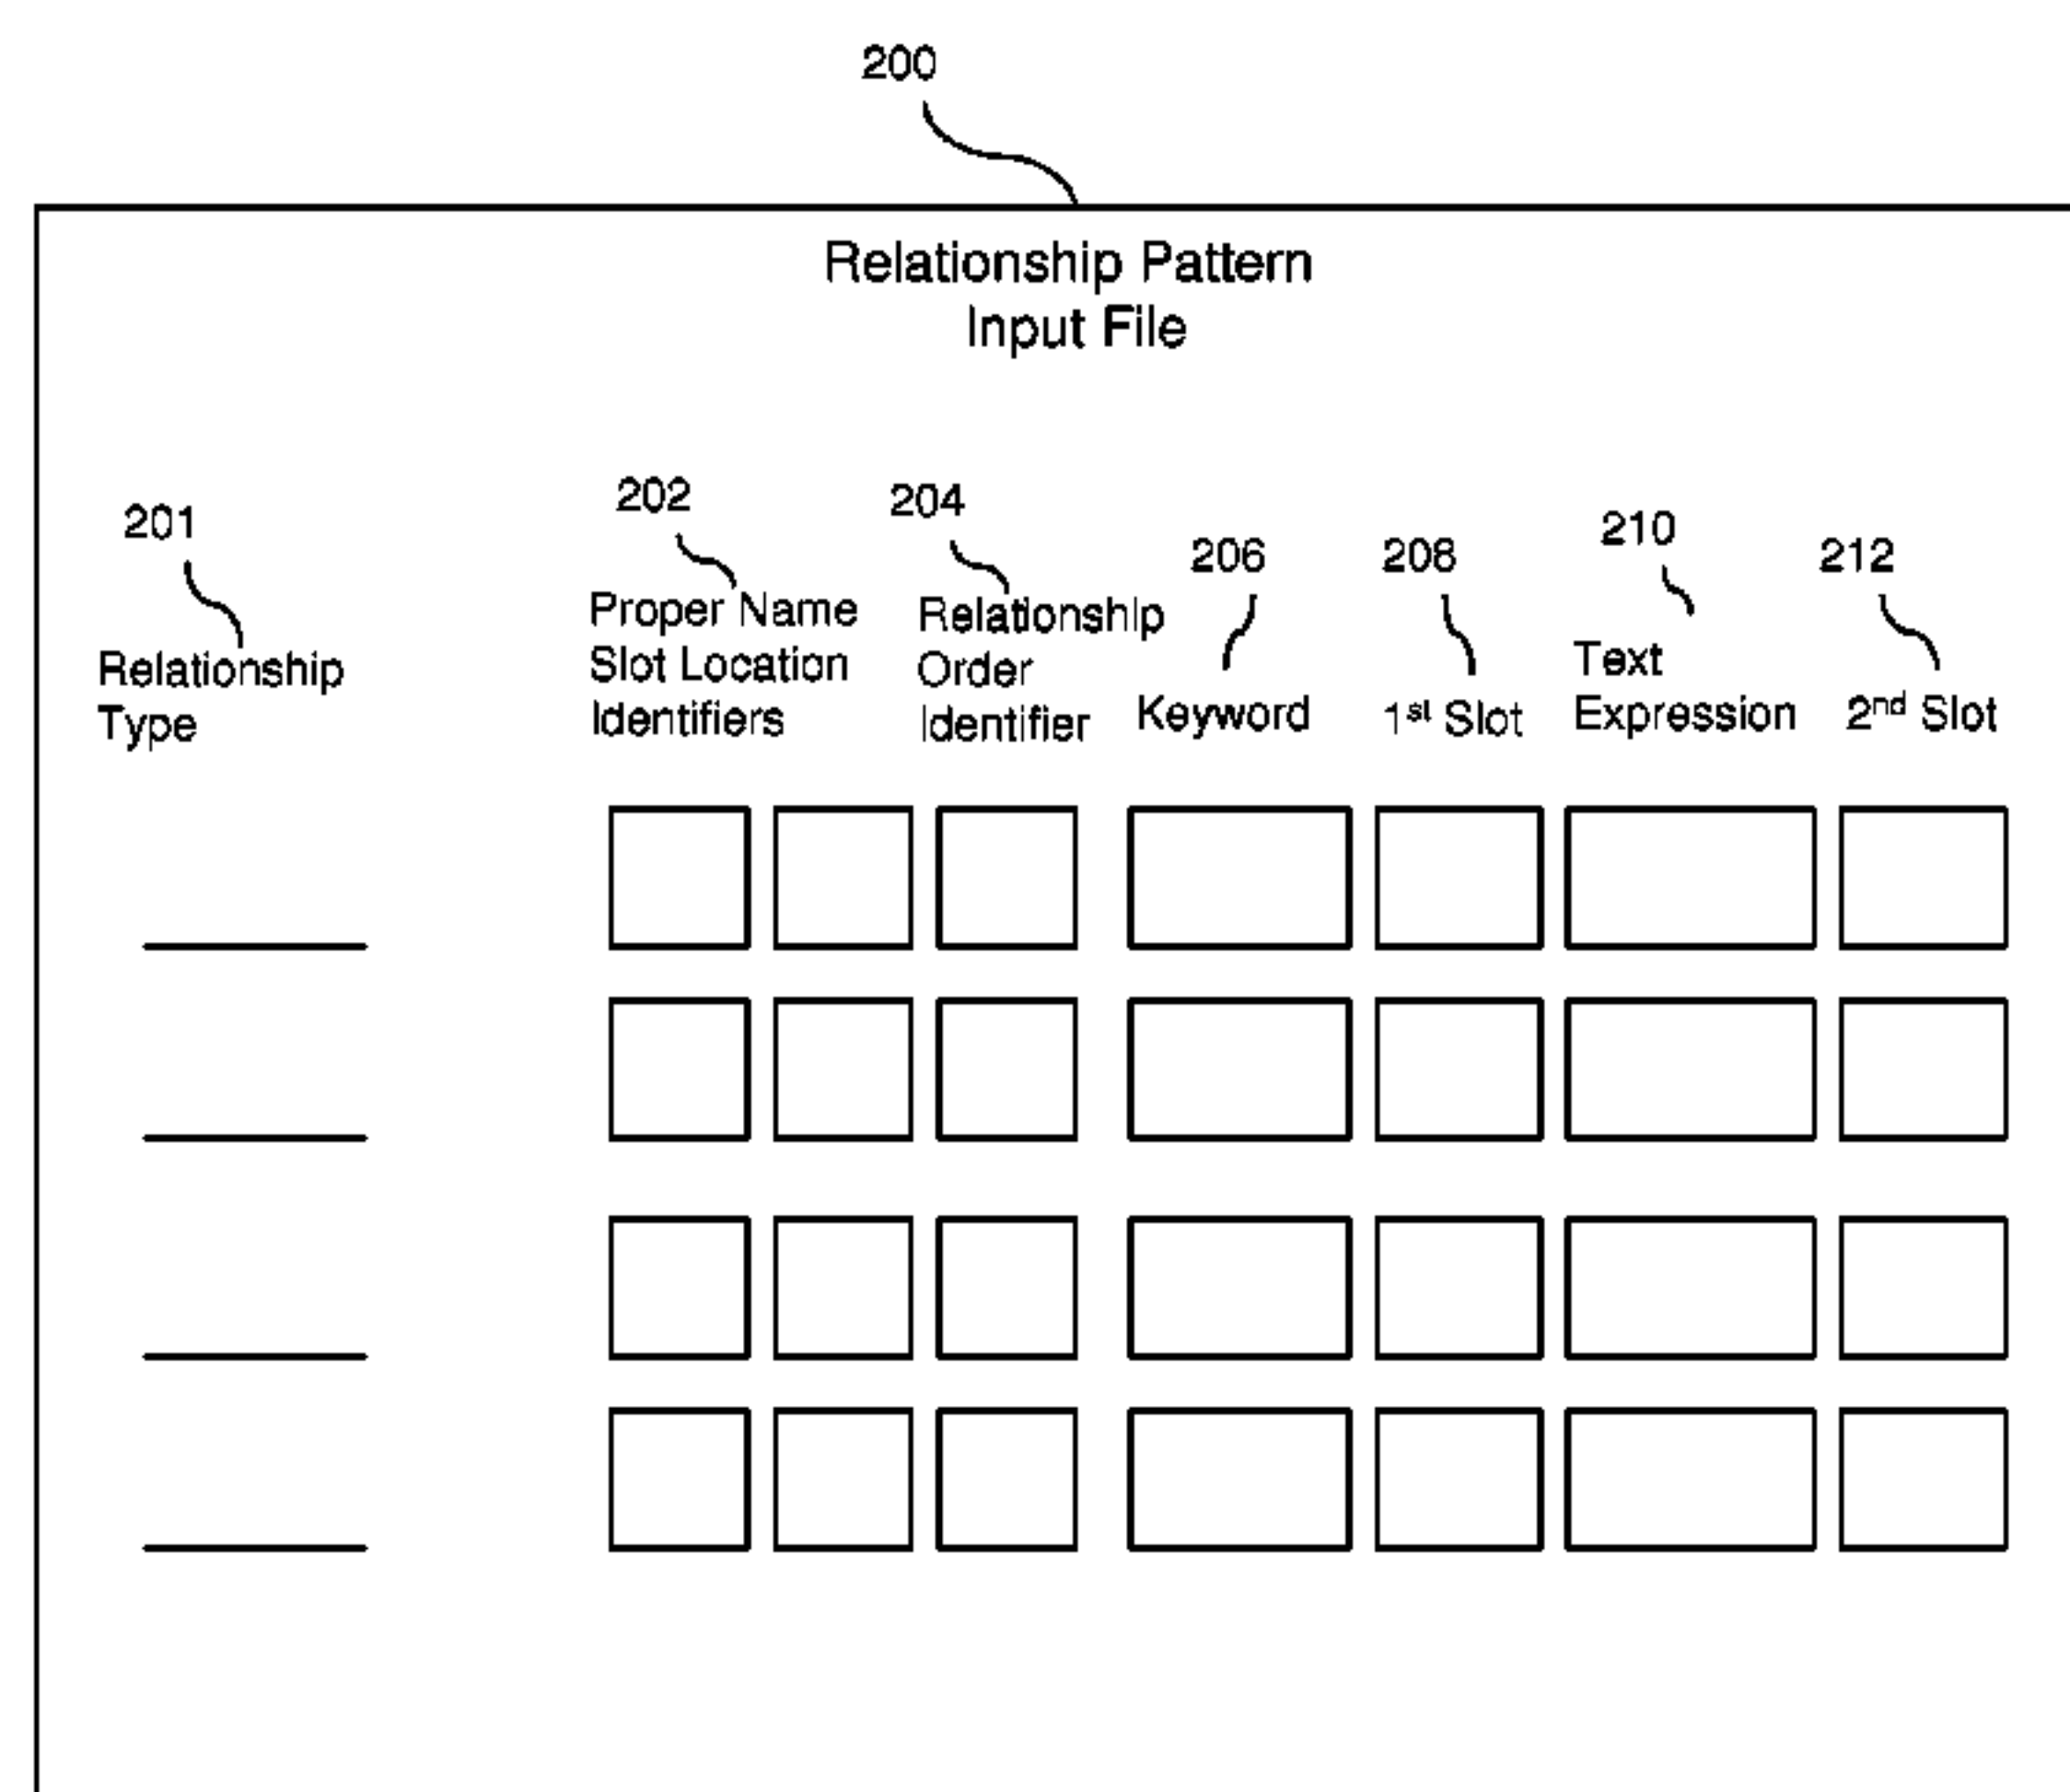 200
Relationship Pattern
Input File
201
Relationship
Type
202
Proper Name
Slot Location
Identifiers
204
Relationship
Order
Identifier
206
Keyword
208
1st Slot
210
Text
Expression
212
2nd Slot